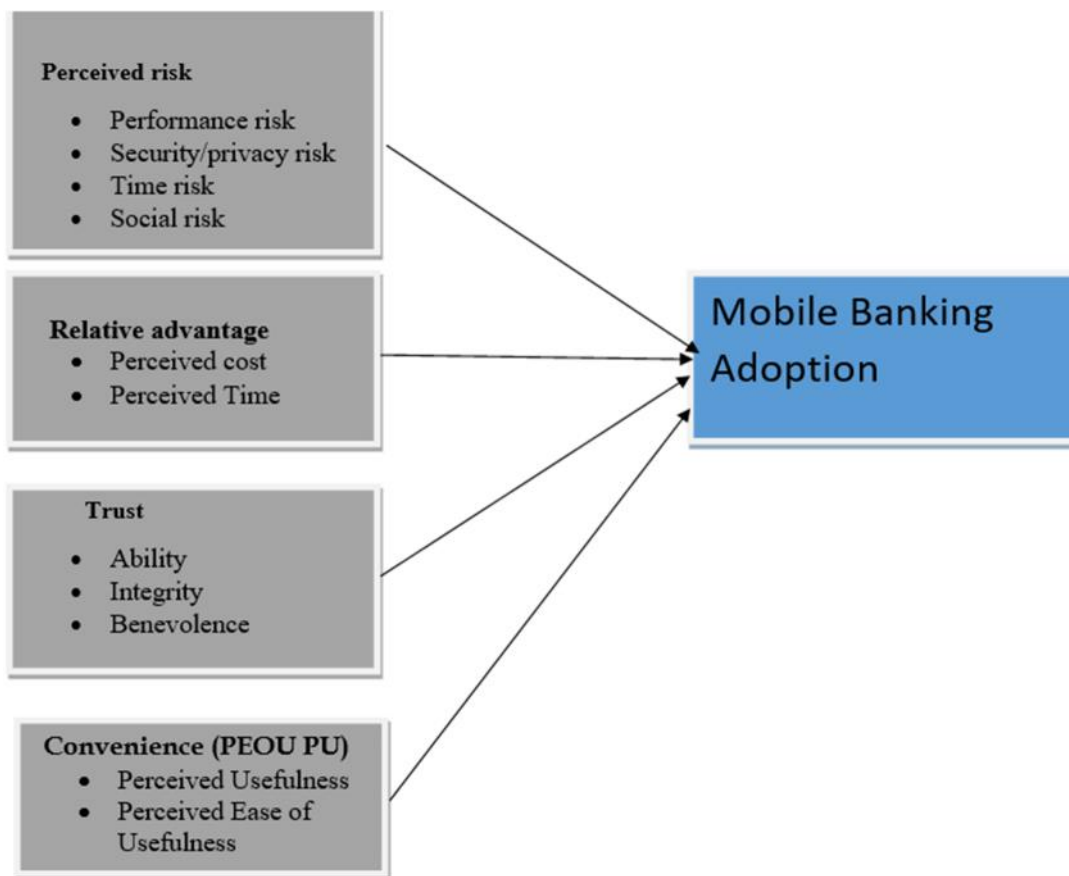 Perceived risk
• Performance risk
• Security/privacy risk
• Time risk
• Social risk
Relative advantage
• Perceived cost
• Perceived Time
Trust
• Ability
• Integrity
• Benevolence
Convenience (PEOU PU)
• Perceived Usefulness
• Perceived Ease of
Usefulness
Mobile Banking
Adoption